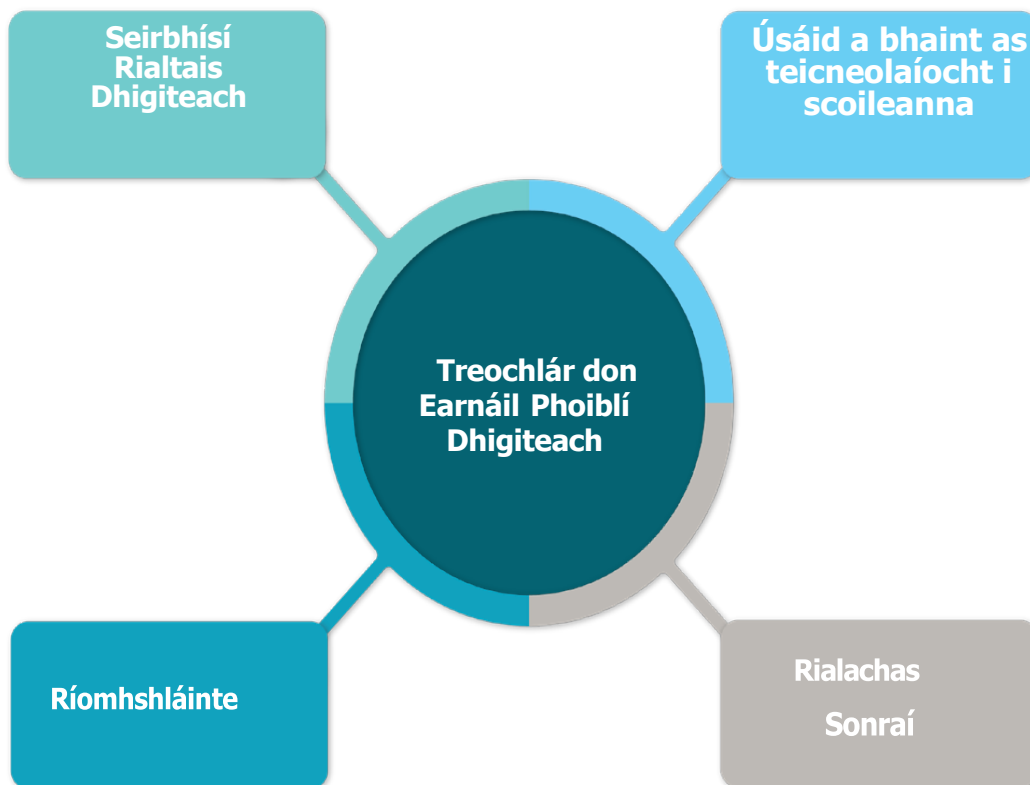 Seirbhísí
Rialtais
Dhigiteach
Úsáid a bhaint as
teicneolaíocht i
scoileanna
Treochlár don
Earnáil Phoiblí
Dhigiteach
Ríomhshláinte
Rialachas
Sonraí